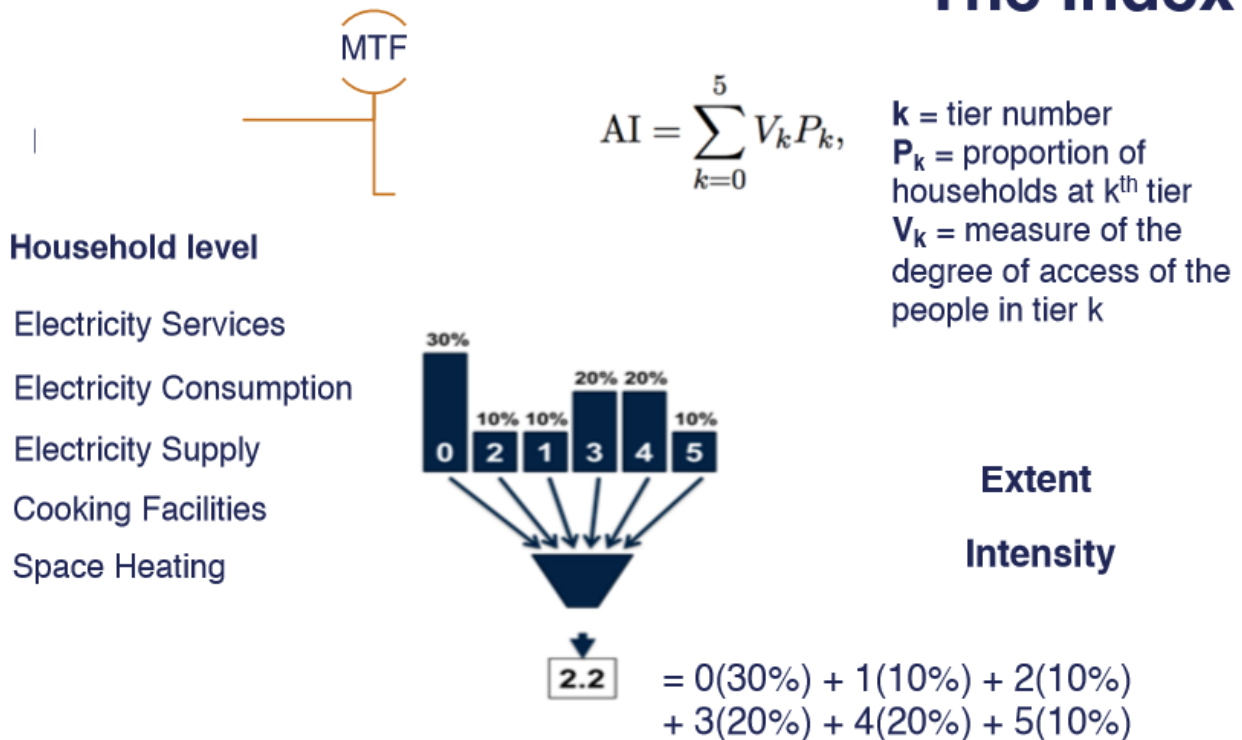 The Index
MTF
AI = \sum_{k=0}^{5} V_k P_k,
k = tier number
P_k = proportion of
households at k^th tier
V_k = measure of the
degree of access of the
people in tier k
Household level
Electricity Services
Electricity Consumption
Electricity Supply
Cooking Facilities
Space Heating
30%
10% 10% 20% 20% 10%
0 2 1 3 4 5
Extent
Intensity
2.2 = 0(30%) + 1(10%) + 2(10%)
+ 3(20%) + 4(20%) + 5(10%)